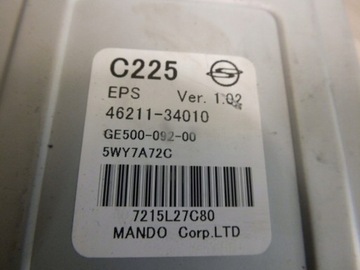 C225
EPS Ver. 1.02
46211-34010
GE500-092-00
5WY7A72C
7215L27C80
MANDO Corp.LTD